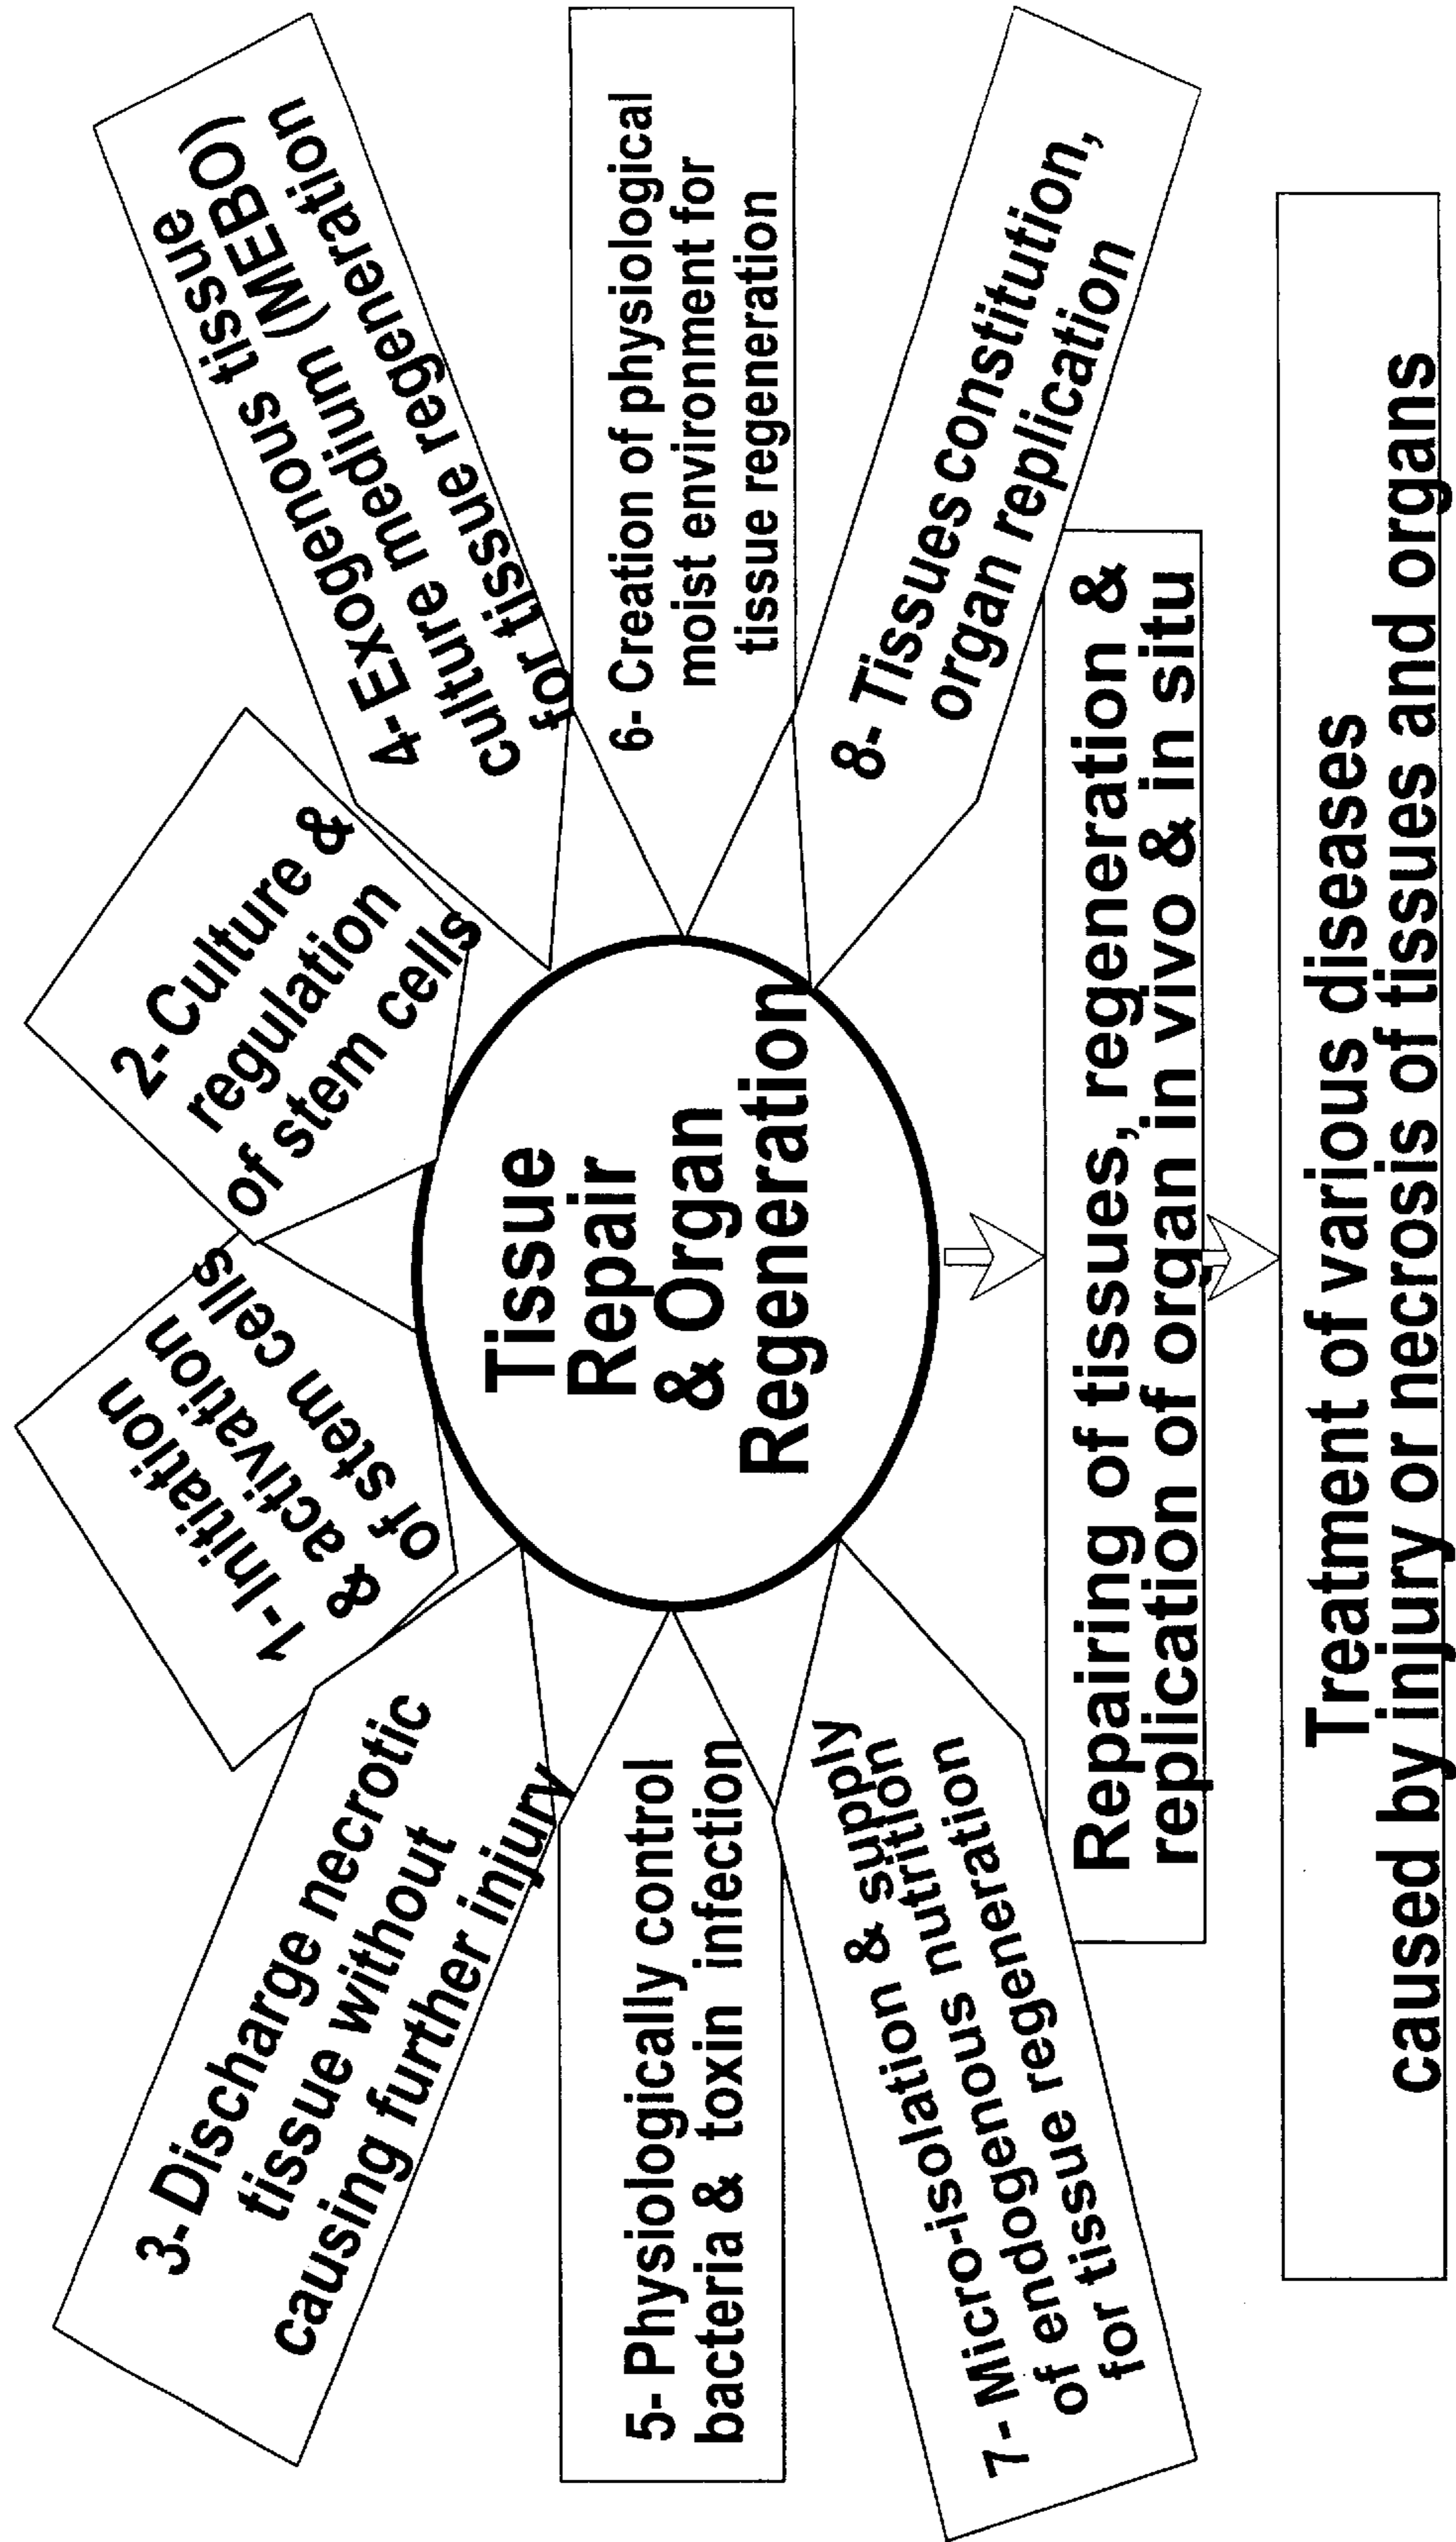 1-Initiation
& activation
of stem cells
2- Culture &
regulation
of stem cells
3- Discharge necrotic
tissue without
causing further injury
4- Exogenous tissue
culture medium (MEBO)
for tissue regeneration
5- Physiologically control
bacteria & toxin infection
6- Creation of physiological
moist environment for
tissue regeneration
7- Micro-isolation & supply
of endogenous nutrition
for tissue regeneration
8- Tissues constitution,
organ replication
Tissue
Repair
& Organ
Regeneration
Repairing of tissues, regeneration &
replication of organ in vivo & in situ
Treatment of various diseases
caused by injury or necrosis of tissues and organs